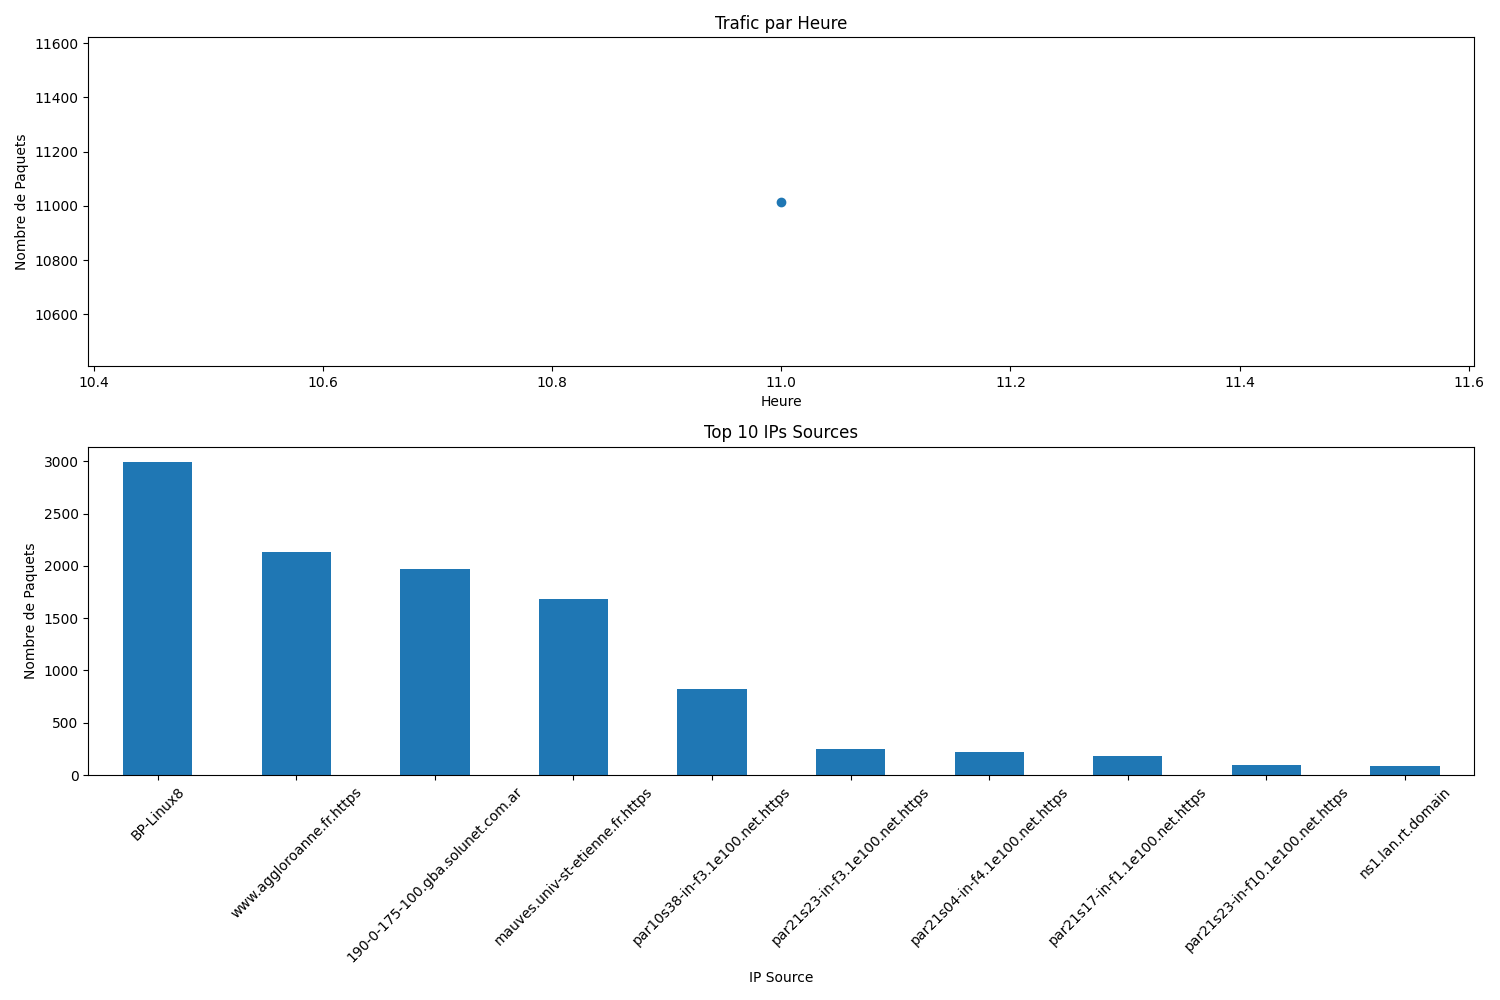 Trafic par Heure
11600
11400
11200
11000
10800
10600
Nombre de Paquets
10.4 10.6 10.8 11.0 11.2 11.4 11.6
Heure
Top 10 IPs Sources
3000
2500
2000
1500
1000
500
0
Nombre de Paquets
BP-Linux8
www.aggloroanne.fr.https
190-0-175-100.gba.solunet.com.ar
mauves.univ-st-etienne.fr.https
par10s38-in-f3.1e100.net.https
par21s23-in-f3.1e100.net.https
par21s04-in-f4.1e100.net.https
par21s17-in-f1.1e100.net.https
par21s23-in-f10.1e100.net.https
ns1.lan.rt.domain
IP Source